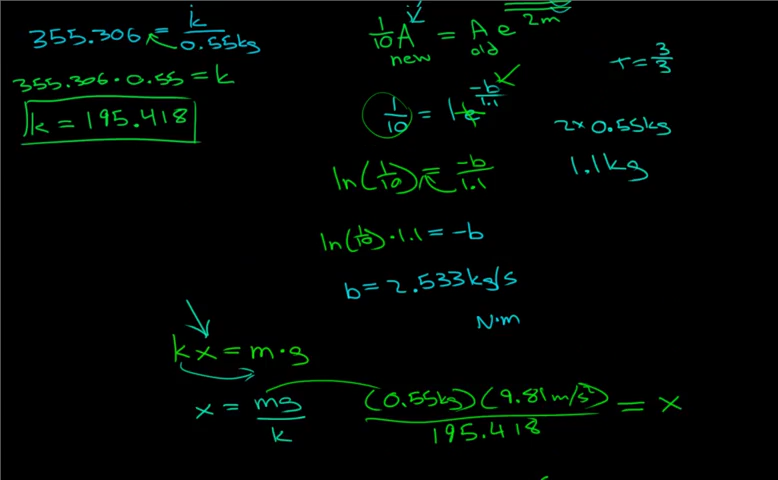 355.306 = k / 0.55kg
355.306 · 0.55 = k
k = 195.418
1/10 A new = A old e 2m
1/10 = 1 e -b/1.1
ln(1/10) = -b/1.1
ln(1/10) · 1.1 = -b
b = 2.533 kg/s
N·m
T = 3/3
2 × 0.55kg
1.1kg
kx = m·g
x = mg/k
(0.55kg)(9.81m/s²) / 195.418 = x